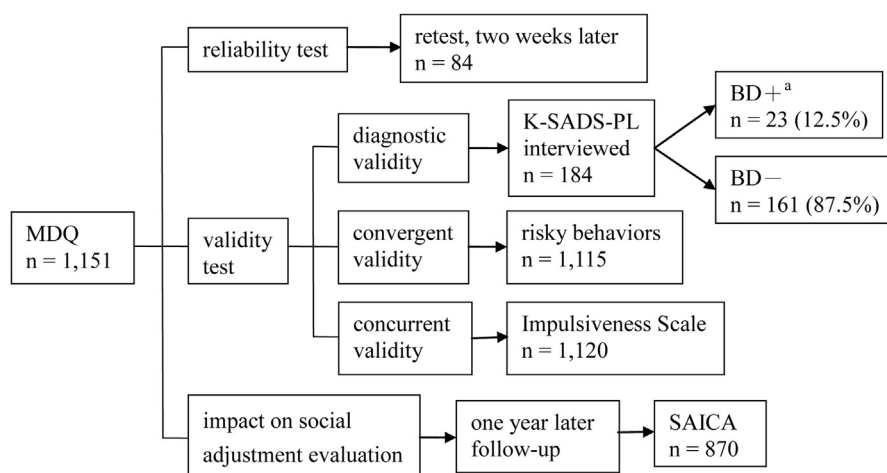 reliability test
retest, two weeks later
n = 84
diagnostic
validity
K-SADS-PL
interviewed
n = 184
BD+ᵃ
n = 23 (12.5%)
BD−
n = 161 (87.5%)
MDQ
n = 1,151
validity
test
convergent
validity
risky behaviors
n = 1,115
concurrent
validity
Impulsiveness Scale
n = 1,120
impact on social
adjustment evaluation
one year later
follow-up
SAICA
n = 870